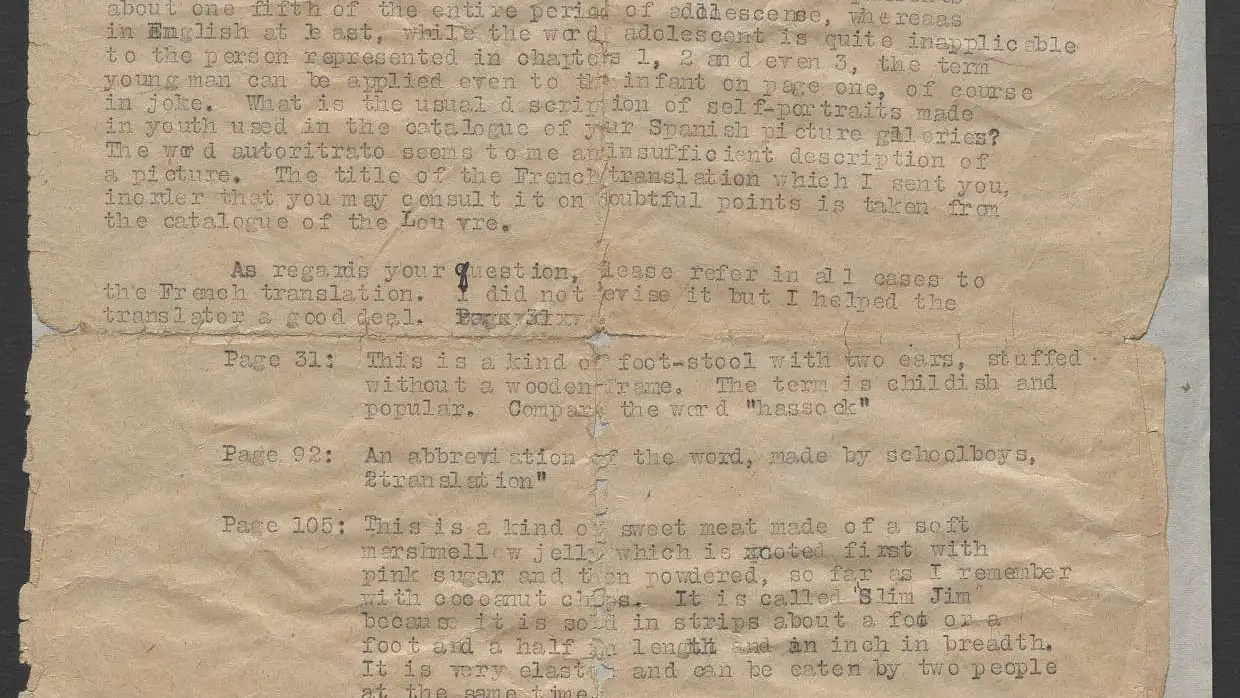 about one fifth of the entire period of addlescense, whereaas
in English at least, while the word adolescent is quite inapplicable
to the person represented in chapters 1, 2 and even 3, the term
young man can be applied even to the infant on page one, of course
in joke. What is the usual description of self-portraits made
in youth used in the catalogue of your Spanish picture galleries?
The word autoritrato seems to me an insufficient description of
a picture. The title of the French translation which I sent you,
inorder that you may consult it on doubtful points is taken from
the catalogue of the Lou vre.
As regards your question, lease refer in all cases to
the French translation. I did not evise it but I helped the
translator a good deal.
Page 31: This is a kind of foot-stool with two ears, stuffed
without a wooden frame. The term is childish and
popular. Compare the word "hassock"
Page 92: An abbreviation of the word, made by schoolboys,
2translation"
Page 105: This is a kind of sweet meat made of a soft
marshmellow jelly which is xcoted first with
pink sugar and then powdered, so far as I remember
with cocoanut chips. It is called "Slim Jim"
because it is sold in strips about a foot or a
foot and a half in length and an inch in breadth.
It is very elastic and can be eaten by two people
at the same time.